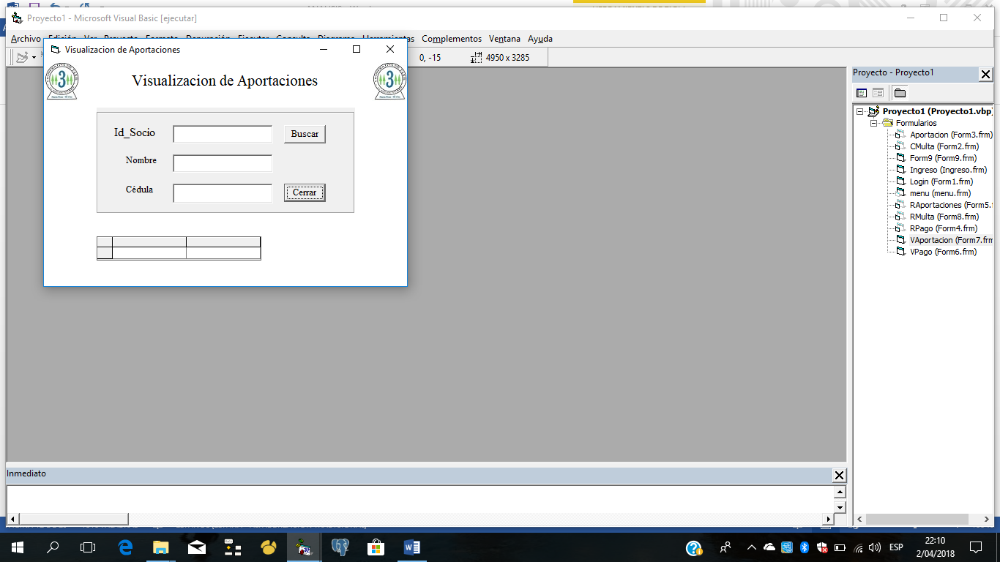 Proyecto1 - Microsoft Visual Basic [ejecutar]
Archivo Edición Ver Proyecto Formato Depuración Ejecutar Consulta Diagrama Herramientas Complementos Ventana Ayuda
Visualizacion de Aportaciones
0, -15
4950 x 3285
Visualizacion de Aportaciones
3
3
Id_Socio
Buscar
Nombre
Cédula
Cerrar
Proyecto - Proyecto1
Proyecto1 (Proyecto1.vbp)
Formularios
Aportacion (Form3.frm)
CMulta (Form2.frm)
Form9 (Form9.frm)
Ingreso (Ingreso.frm)
Login (Form1.frm)
menu (menu.frm)
RAportaciones (Form5.
RMulta (Form8.frm)
RPago (Form4.frm)
VAportacion (Form7.frm
VPago (Form6.frm)
Inmediato
ESP
22:10
2/04/2018